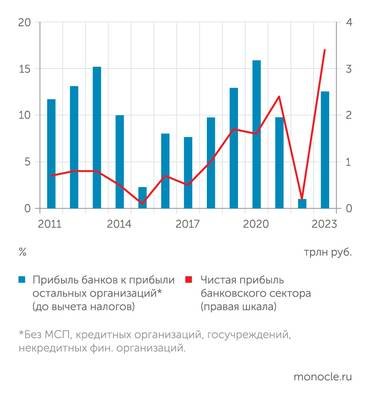 20 4
15 3
10 2
5 1
0 0
2011 2014 2017 2020 2023
% трлн руб.
Прибыль банков к прибыли
остальных организаций*
(до вычета налогов)
Чистая прибыль
банковского сектора
(правая шкала)
*Без МСП, кредитных организаций, госучреждений,
некредитных фин. организаций.
monocle.ru